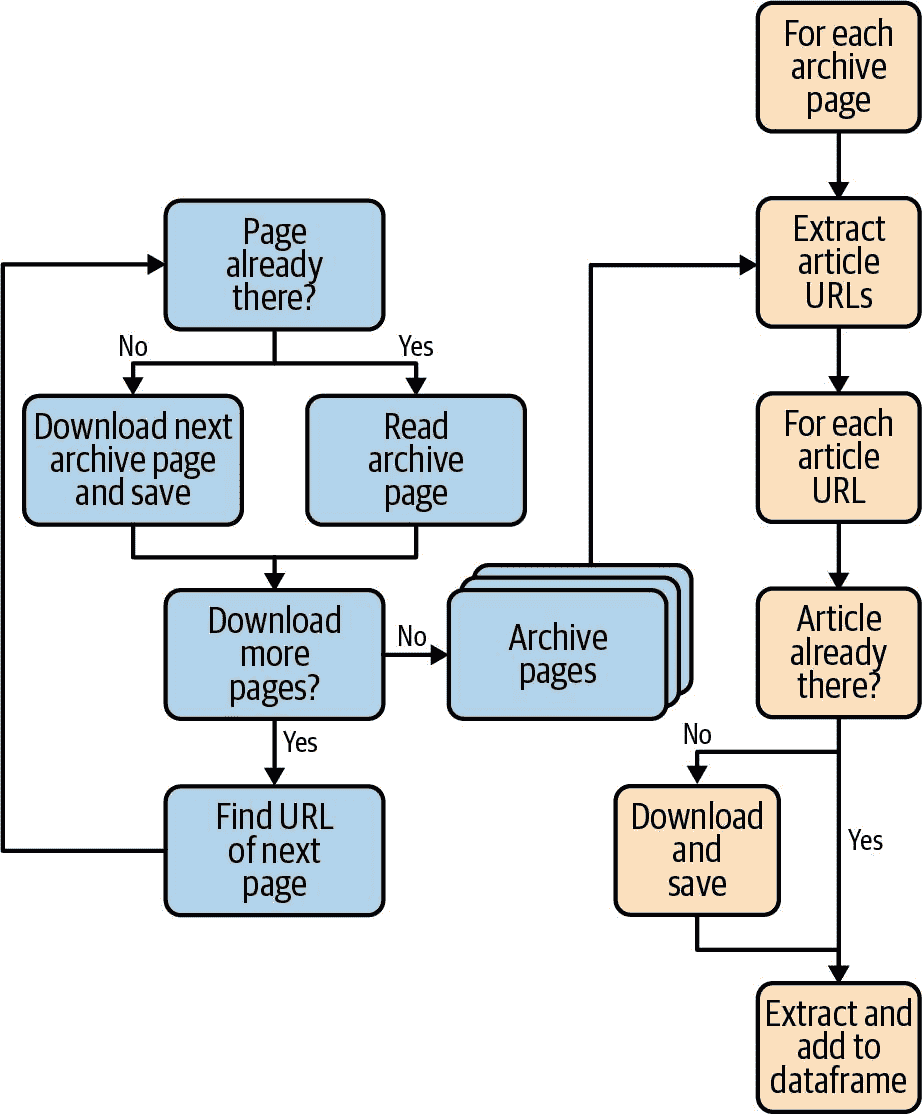 Page
already
there?
No
Yes
Download next
archive page
and save
Read
archive
page
Download
more
pages?
No
Archive
pages
Yes
Find URL
of next
page
For each
archive
page
Extract
article
URLs
For each
article
URL
Article
already
there?
No
Download
and
save
Yes
Extract and
add to
dataframe